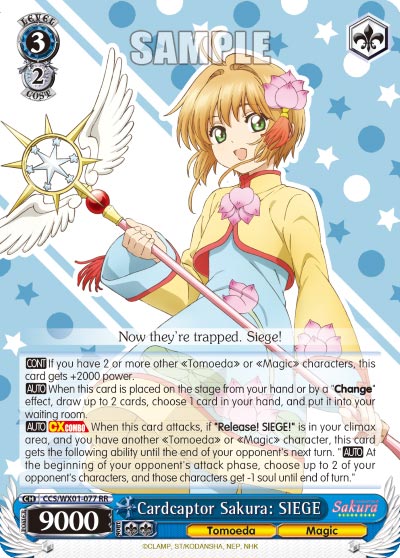 LEVEL
3
2
COST
SAMPLE
Now they're trapped. Siege!
CONT If you have 2 or more other «Tomoeda» or «Magic» characters, this
card gets +2000 power.
AUTO When this card is placed on the stage from your hand or by a "Change"
effect, draw up to 2 cards, choose 1 card in your hand, and put it into your
waiting room.
AUTO CXCOMBO When this card attacks, if "Release! SIEGE!" is in your climax
area, and you have another «Tomoeda» or «Magic» character, this card
gets the following ability until the end of your opponent's next turn. "AUTO At
the beginning of your opponent's attack phase, choose up to 2 of your
opponent's characters, and those characters get -1 soul until end of turn."
CH CCS/WX01-077 RR
Cardcaptor Sakura: SIEGE
POWER
9000
SOUL
Tomoeda
Magic
Sakura
©CLAMP, ST/KODANSHA, NEP, NHK